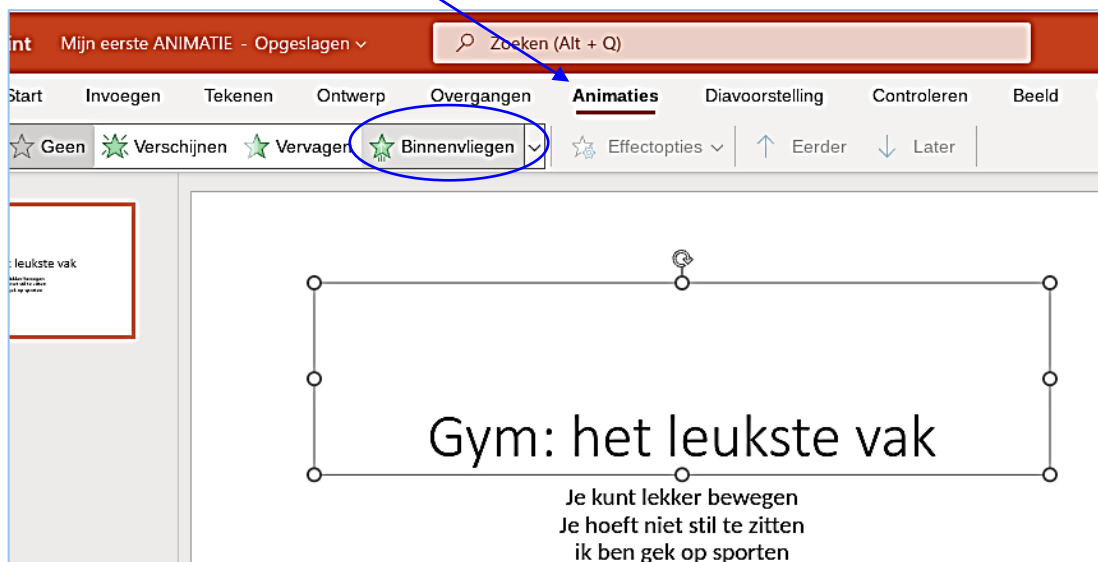 int Mijn eerste ANIMATIE - Opgeslagen
Zoeken (Alt + Q)
Start Invoegen Tekenen Ontwerp Overgangen Animaties Diavoorstelling Controleren Beeld
Geen Verschijnen Vervagen Binnenvliegen Effectopties Eerder Later
: leukste vak
Gym: het leukste vak
Je kunt lekker bewegen
Je hoeft niet stil te zitten
ik ben gek op sporten